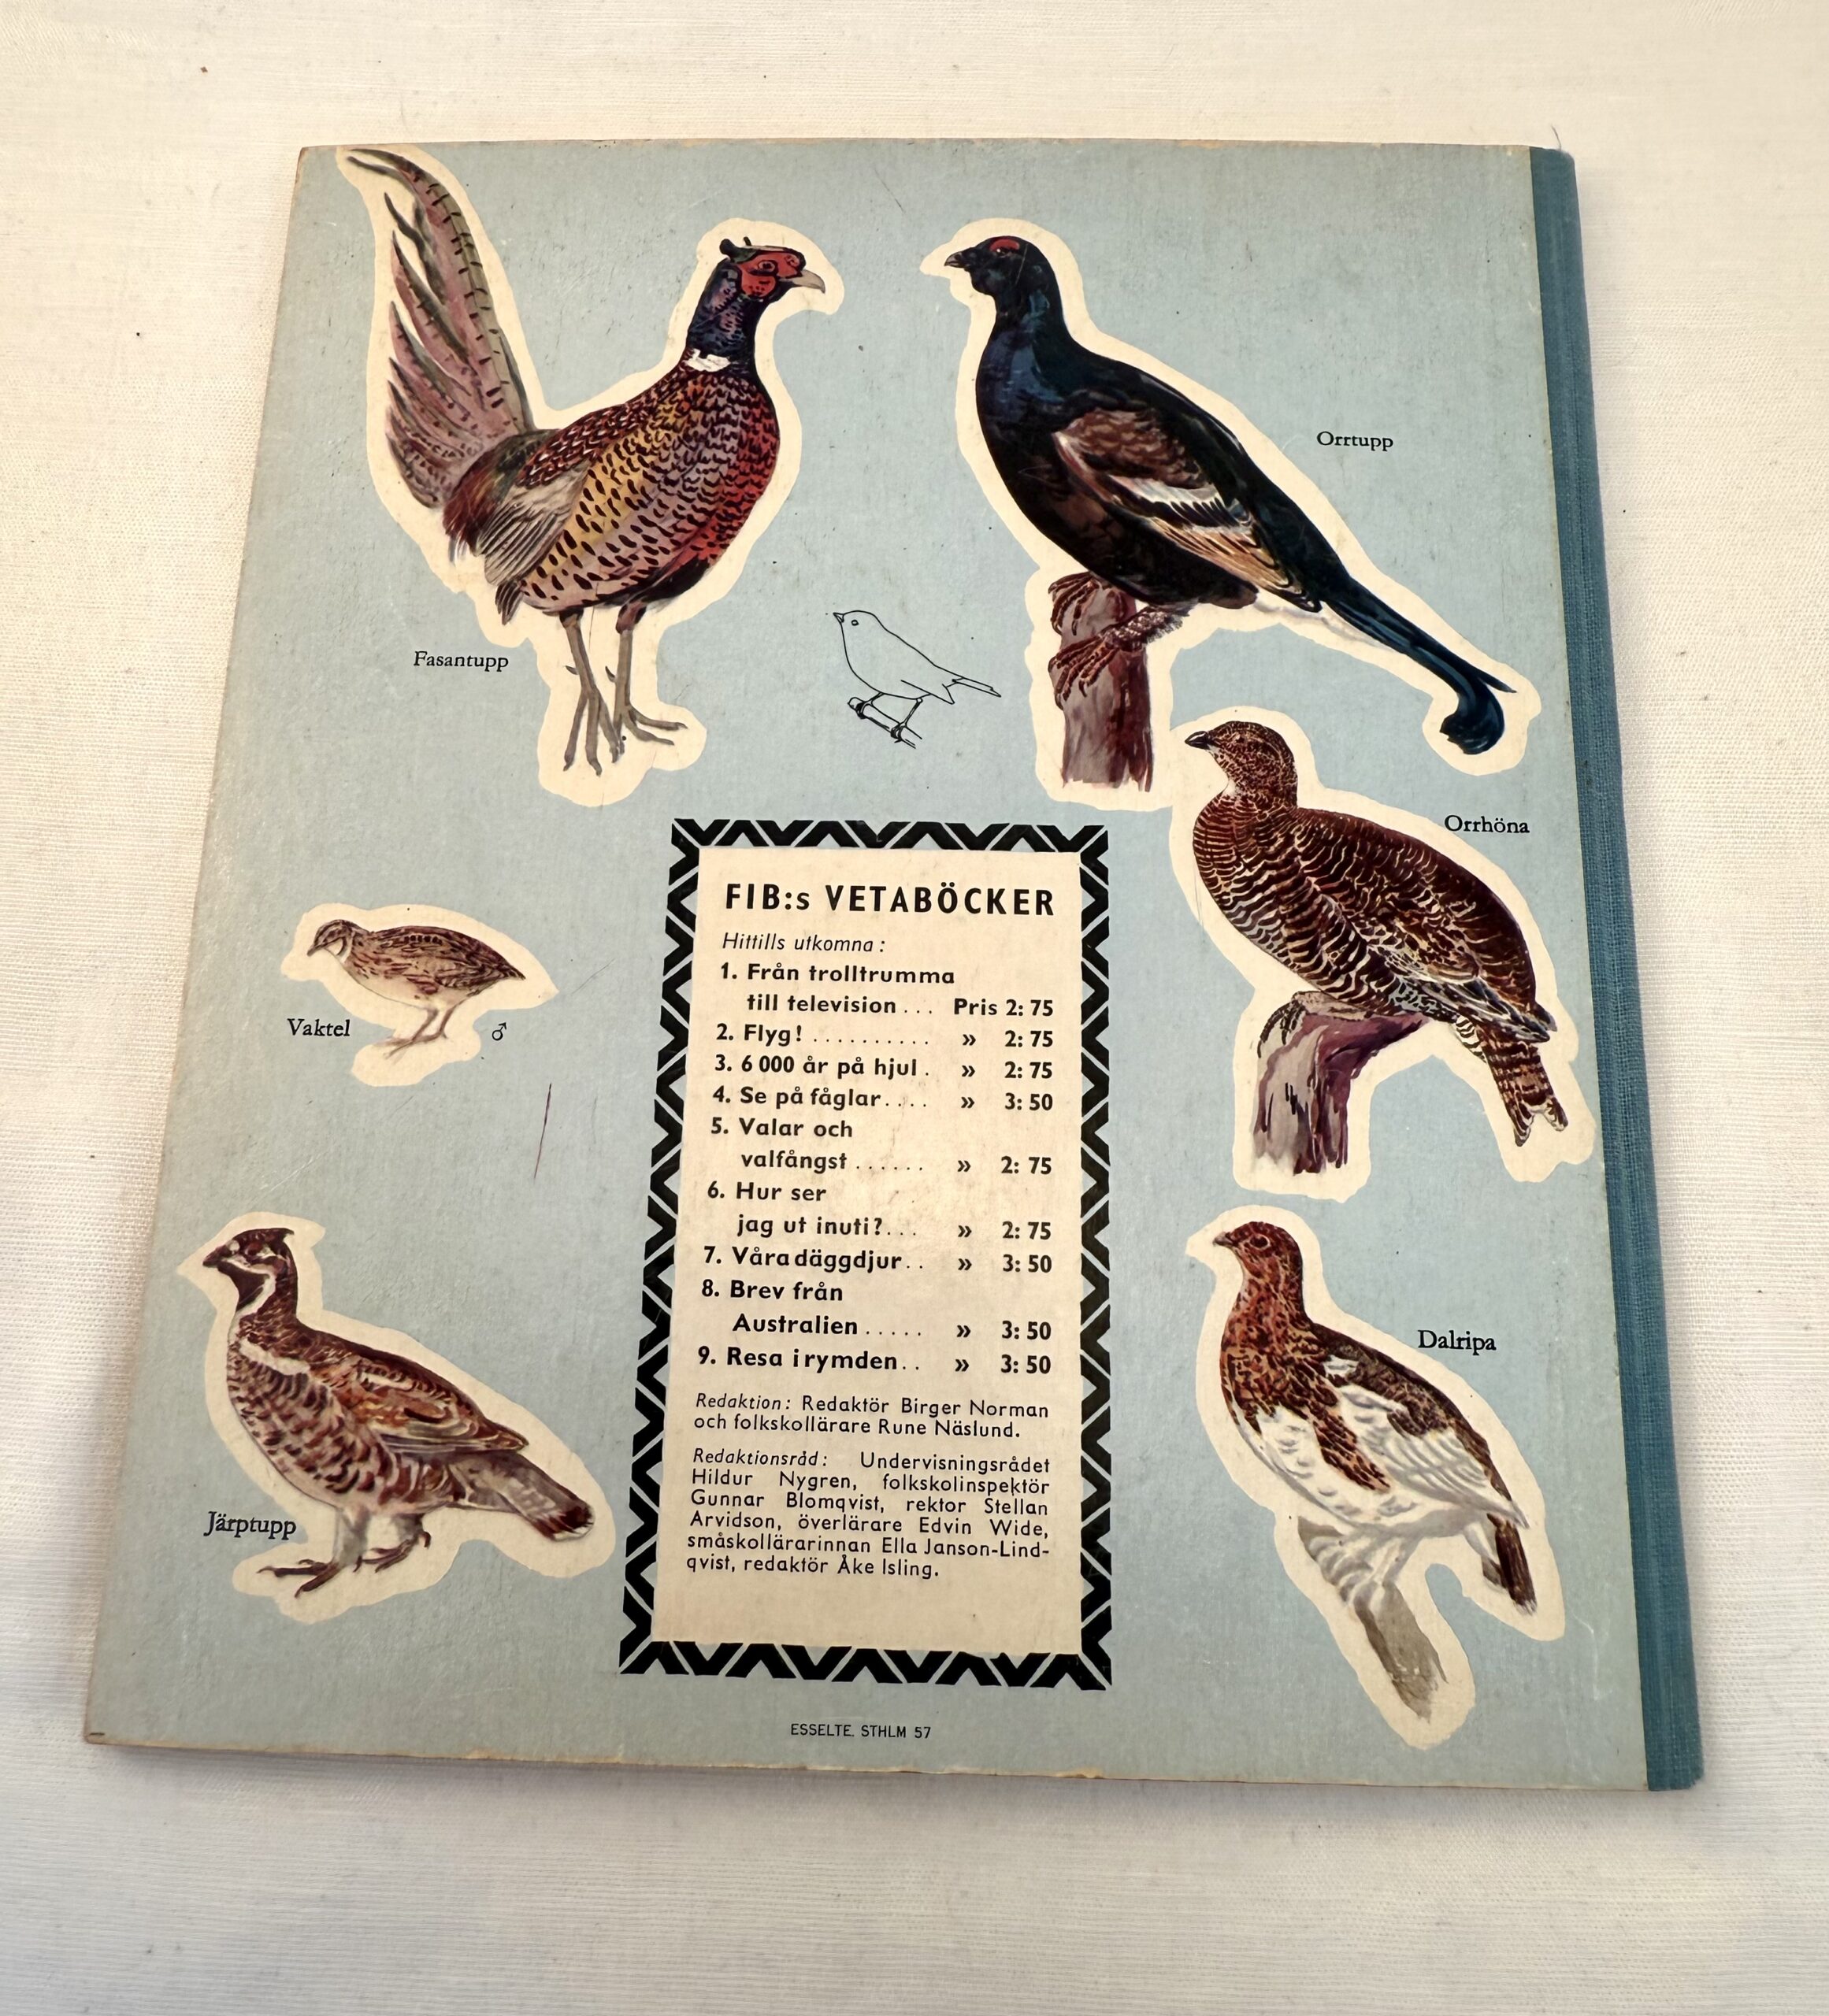 Orrtupp
Fasantupp
Orrhöna
Vaktel ♂
Dalripa
Järptupp
FIB:s VETABÖCKER
Hittills utkomna:
1. Från trolltrumma
till television ... Pris 2: 75
2. Flyg! .......... » 2: 75
3. 6 000 år på hjul . » 2: 75
4. Se på fåglar.... » 3: 50
5. Valar och
valfångst ...... » 2: 75
6. Hur ser
jag ut inuti?... » 2: 75
7. Våra däggdjur.. » 3: 50
8. Brev från
Australien ..... » 3: 50
9. Resa i rymden.. » 3: 50
Redaktion: Redaktör Birger Norman
och folkskollärare Rune Näslund.
Redaktionsråd: Undervisningsrådet
Hildur Nygren, folkskolinspektör
Gunnar Blomqvist, rektor Stellan
Arvidson, överlärare Edvin Wide,
småskollärarinnan Ella Janson-Lind-
qvist, redaktör Åke Isling.
ESSELTE. STHLM 57